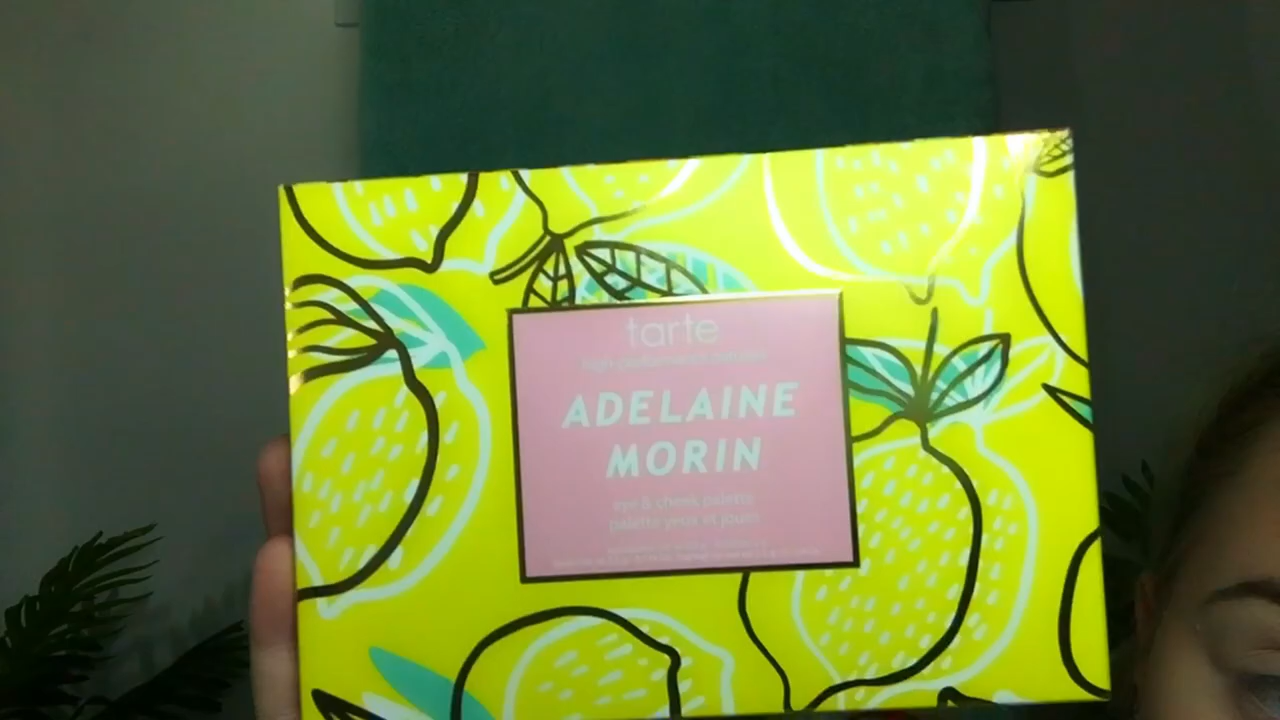 tarte
high-performance naturals
ADELAINE
MORIN
eye & cheek palette
palette yeux et joues